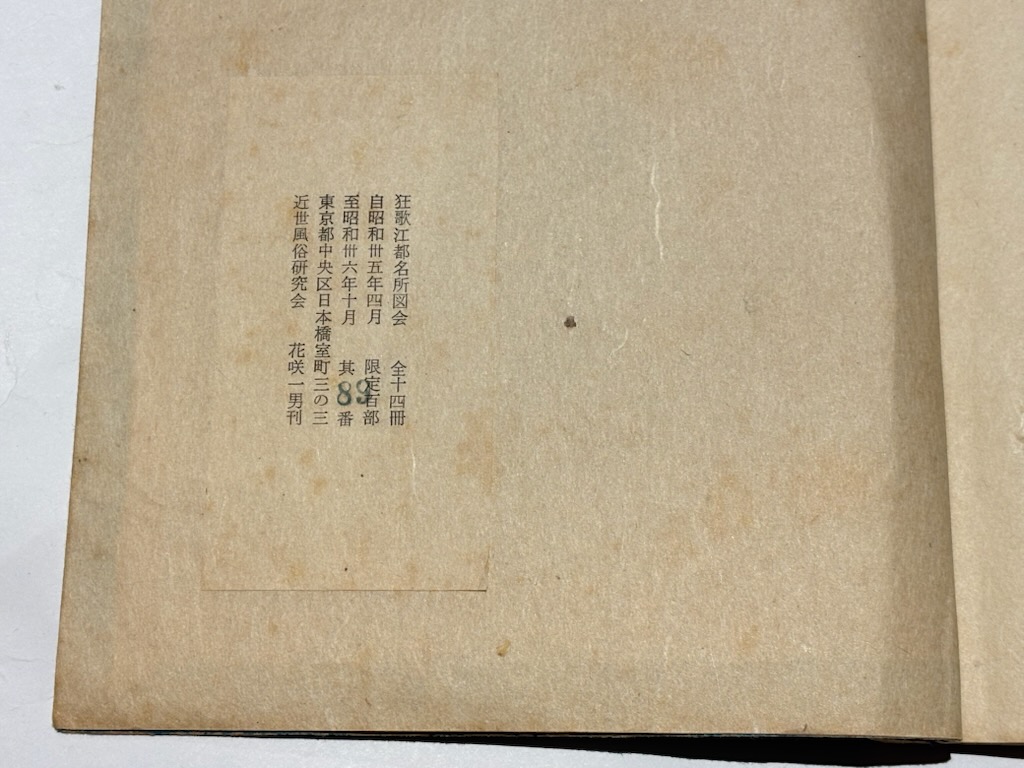 狂歌江都名所図会　全十四冊
自昭和卅五年四月　限定百部
至昭和卅六年十月　其89番
東京都中央区日本橋室町三の三
近世風俗研究会　花咲一男刊